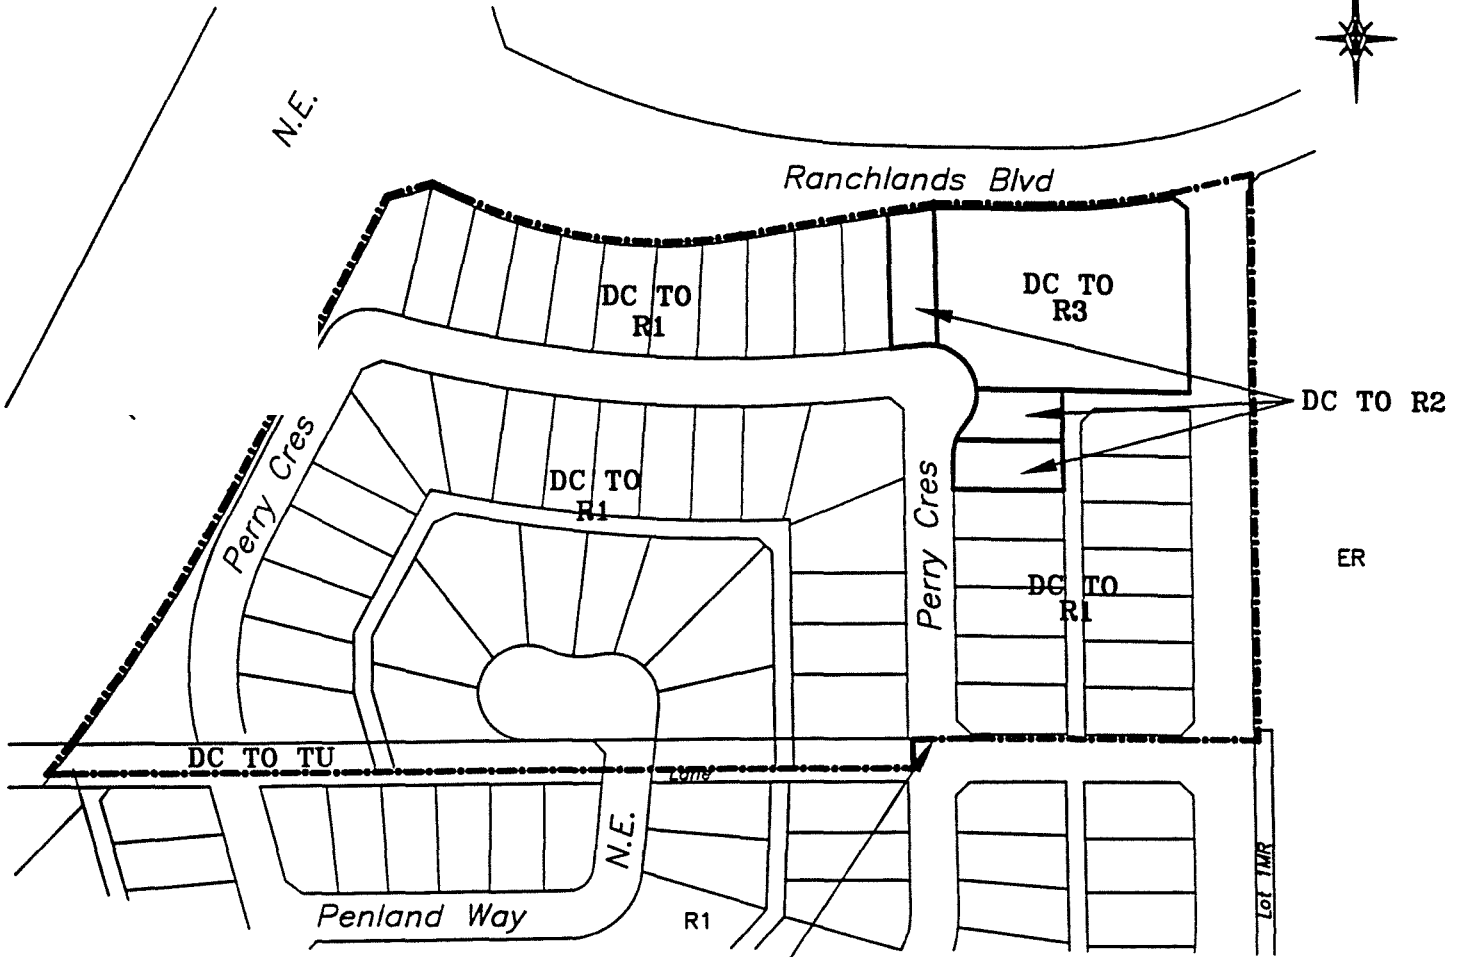 N.E.
Ranchlands Blvd
DC TO
R3
DC TO
R1
DC TO R2
Perry Cres
DC TO
R1
Perry Cres
ER
DC TO
R1
DC TO TU
Lane
N.E.
Lot 1MR
Penland Way
R1